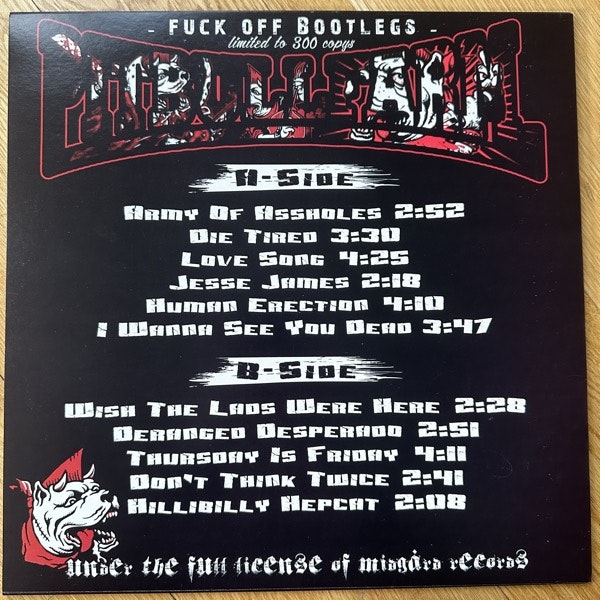 - FUCK OFF BOOTLEGS -
limited to 300 copys
PITBULLFARM
A-SIDE
ARMY OF ASSHOLES 2:52
DIE TIRED 3:30
LOVE SONG 4:25
JESSE JAMES 2:18
HUMAN ERECTION 4:10
I WANNA SEE YOU DEAD 3:47
B-SIDE
WISH THE LADS WERE HERE 2:28
DERANGED DESPERADO 2:51
THURSDAY IS FRIDAY 4:11
DON'T THINK TWICE 2:41
HILLIBILLY HEPCAT 2:08
under the full license of midgård records